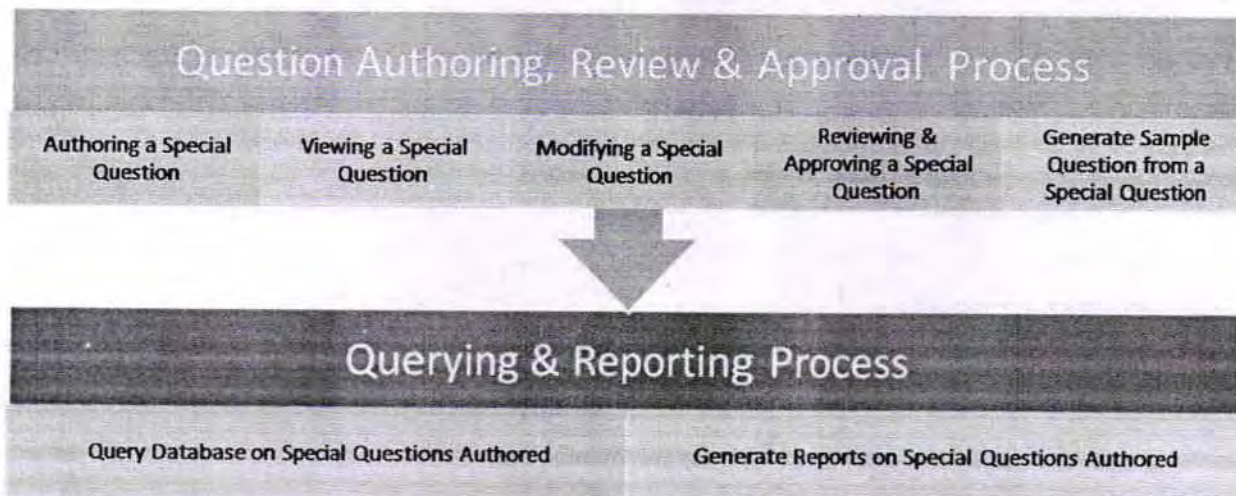 Question Authoring, Review & Approval Process
Authoring a Special
Question
Viewing a Special
Question
Modifying a Special
Question
Reviewing &
Approving a Special
Question
Generate Sample
Question from a
Special Question
Querying & Reporting Process
Query Database on Special Questions Authored
Generate Reports on Special Questions Authored